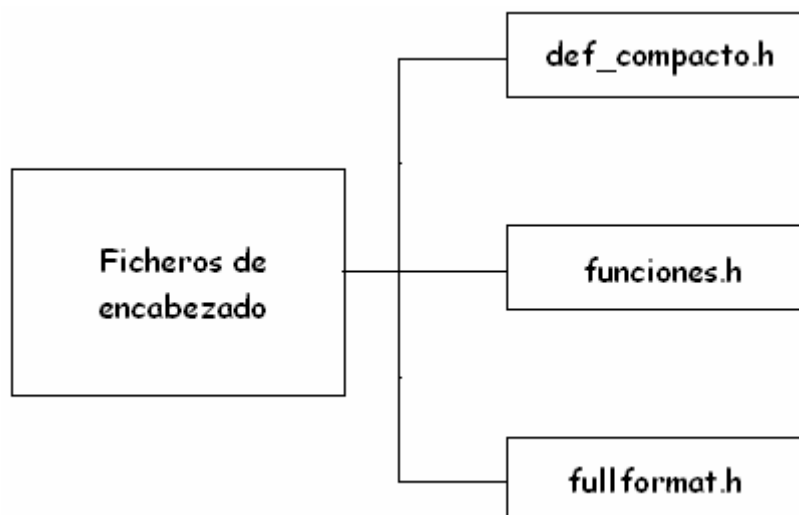 def_compacto.h
Ficheros de
encabezado
funciones.h
fullformat.h